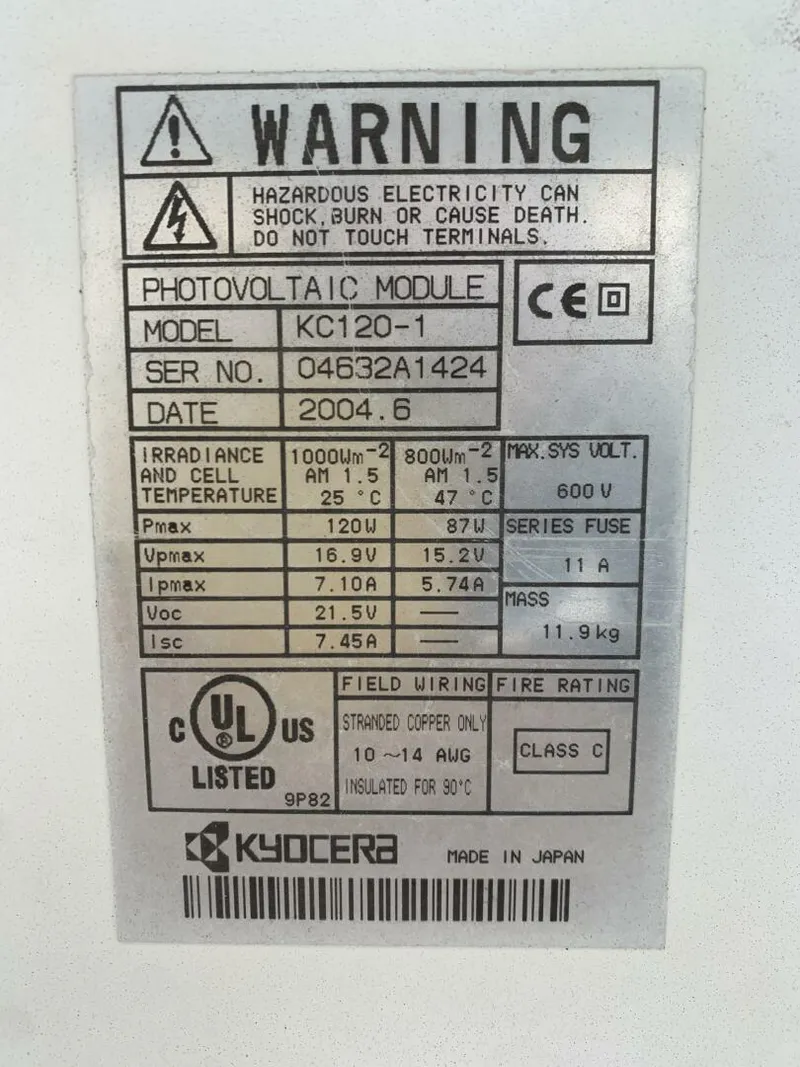 WARNING
HAZARDOUS ELECTRICITY CAN
SHOCK, BURN OR CAUSE DEATH.
DO NOT TOUCH TERMINALS.
PHOTOVOLTAIC MODULE
CE
MODEL KC120-1
SER NO. 04632A1424
DATE 2004.6
IRRADIANCE AND CELL TEMPERATURE 1000Wm⁻² AM 1.5 25 °C 800Wm⁻² AM 1.5 47 °C
MAX. SYS VOLT. 600 V
Pmax 120W 87W
Vpmax 16.9V 15.2V
Ipmax 7.10A 5.74A
Voc 21.5V —
Isc 7.45A —
SERIES FUSE
11 A
MASS
11.9kg
C UL ® US
LISTED
9P82
FIELD WIRING
STRANDED COPPER ONLY
10 ~14 AWG
INSULATED FOR 90°C
FIRE RATING
CLASS C
KYOCERA
MADE IN JAPAN